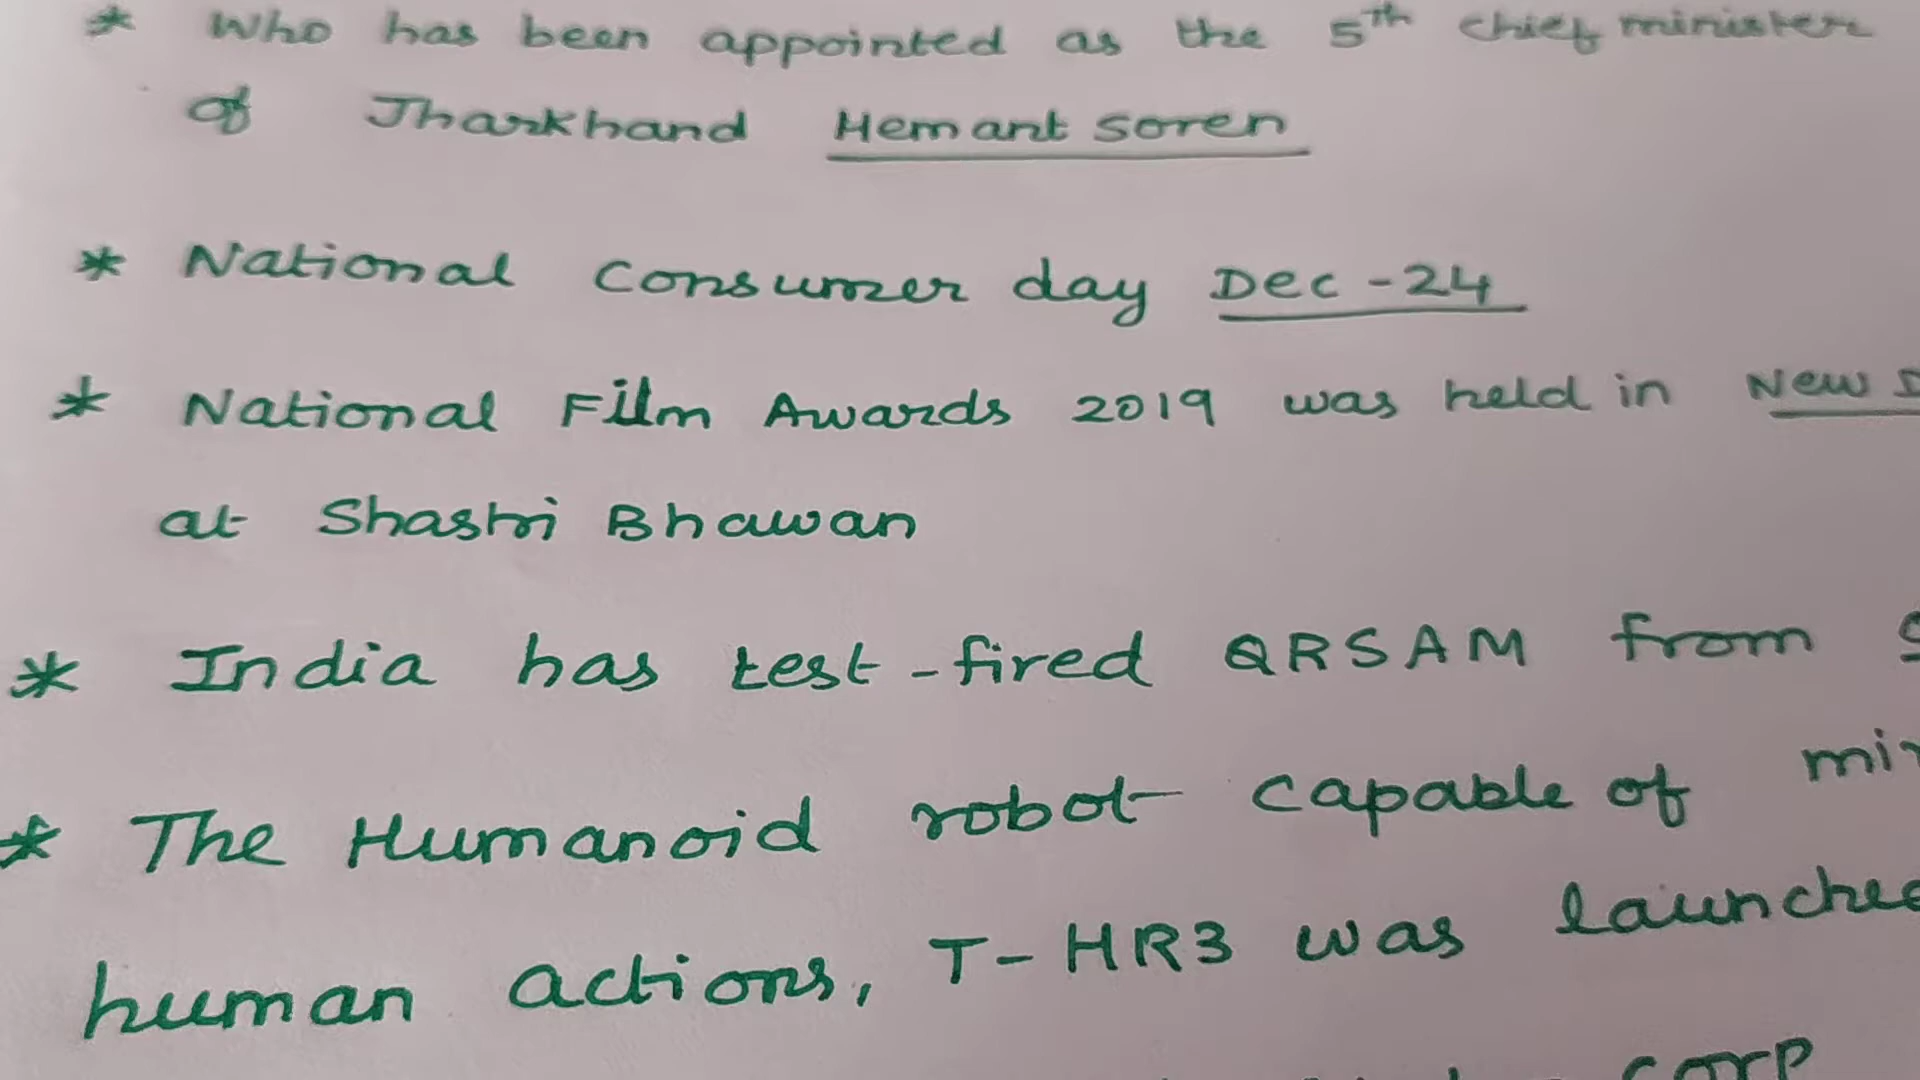 * Who has been appointed as the 5th chief minister
of Jharkhand Hemant Soren
* National Consumer day Dec-24
* National Film Awards 2019 was held in New
at Shastri Bhawan
* India has test-fired QRSAM from
* The Humanoid robot capable of
human actions, T-HR3 was launche
corp